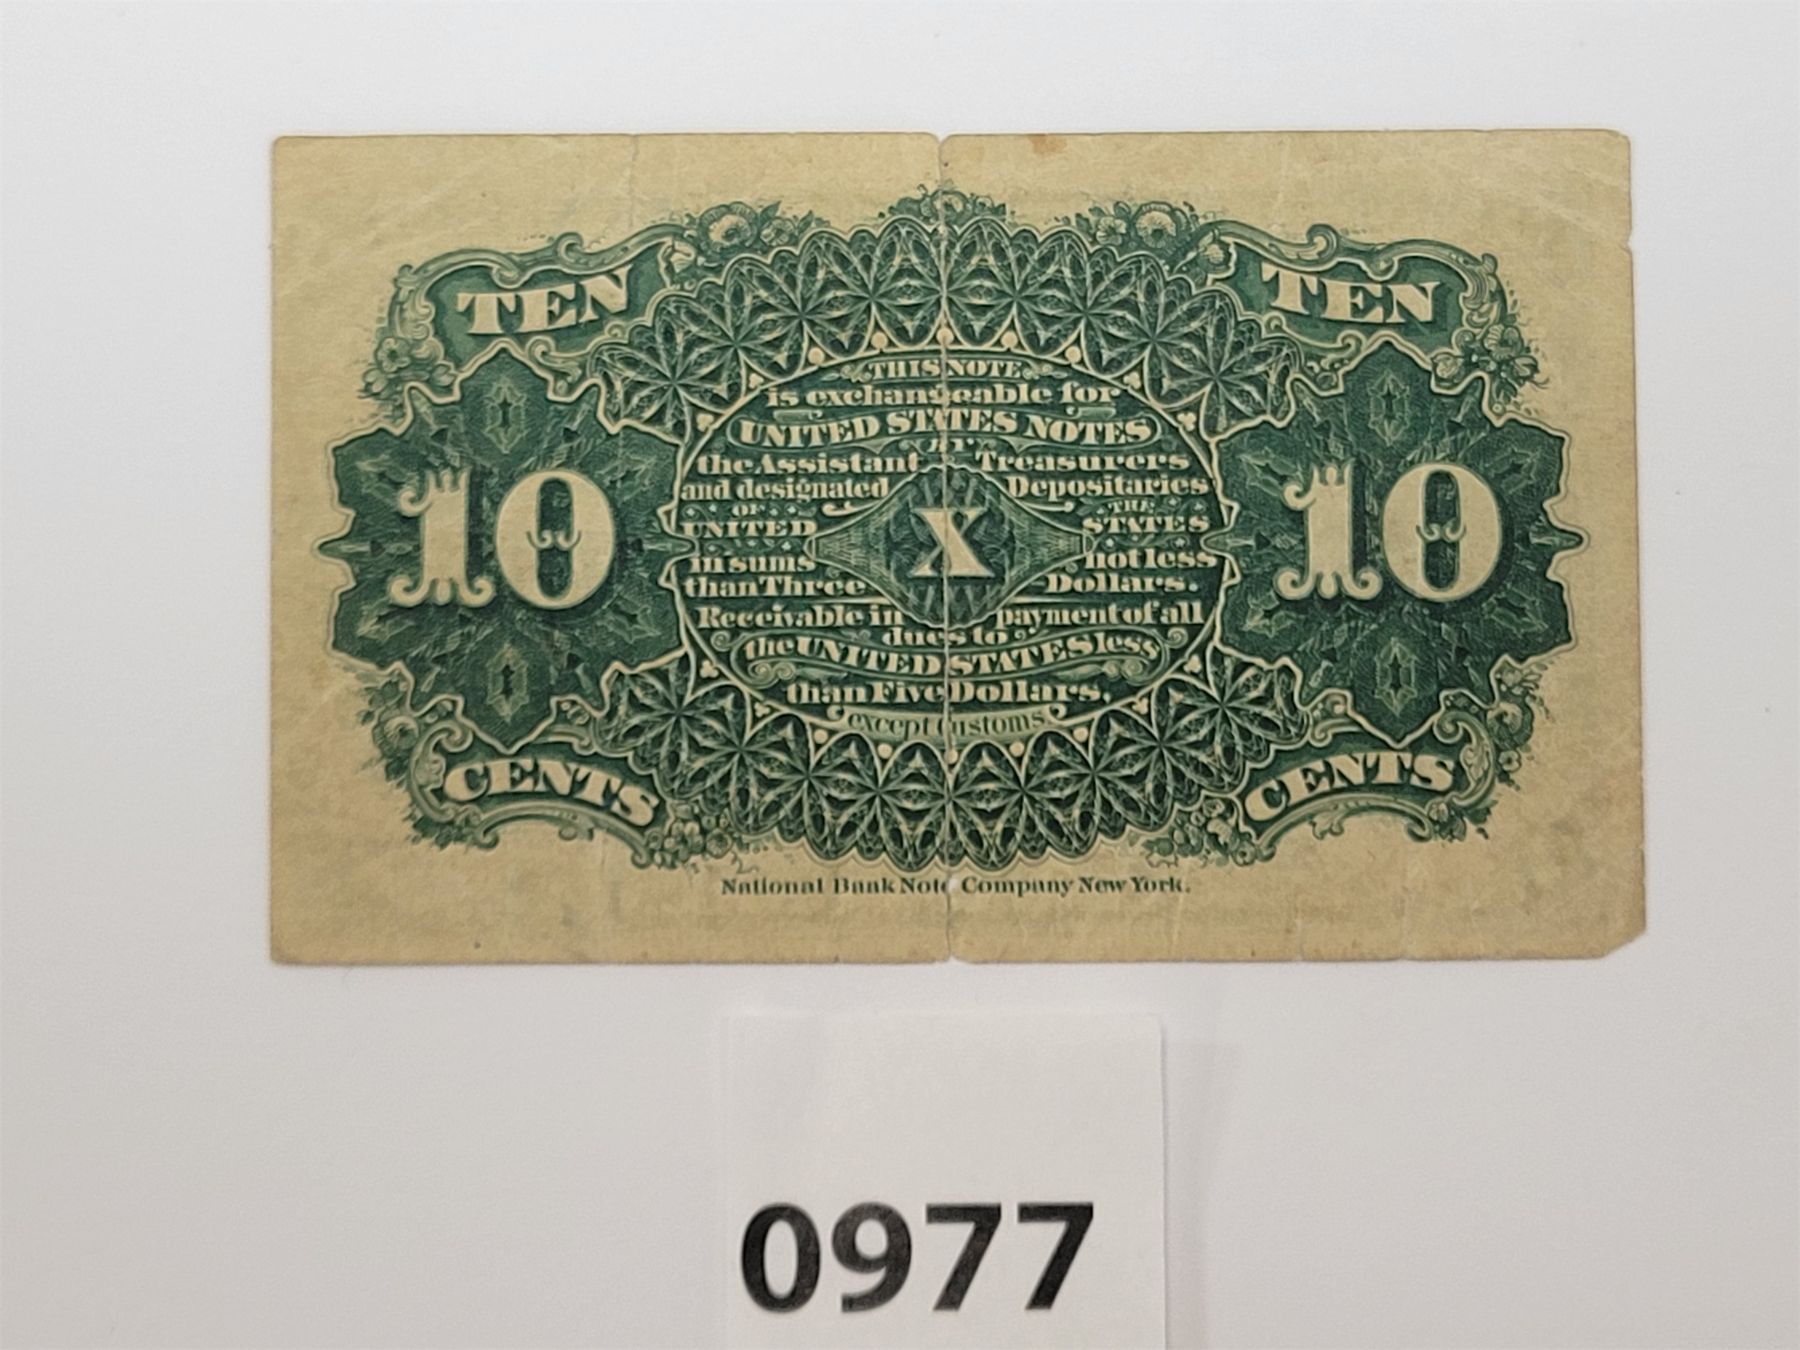 TEN TEN
THIS NOTE
is exchangeable for
UNITED STATES NOTES
BY
the Assistant Treasurers
and designated Depositaries
OF THE
UNITED STATES
in sums not less
than Three Dollars.
10 X 10
Receivable in payment of all
dues to
the UNITED STATES less
than Five Dollars.
except Customs
CENTS CENTS
National Bank Note Company New York.
0977